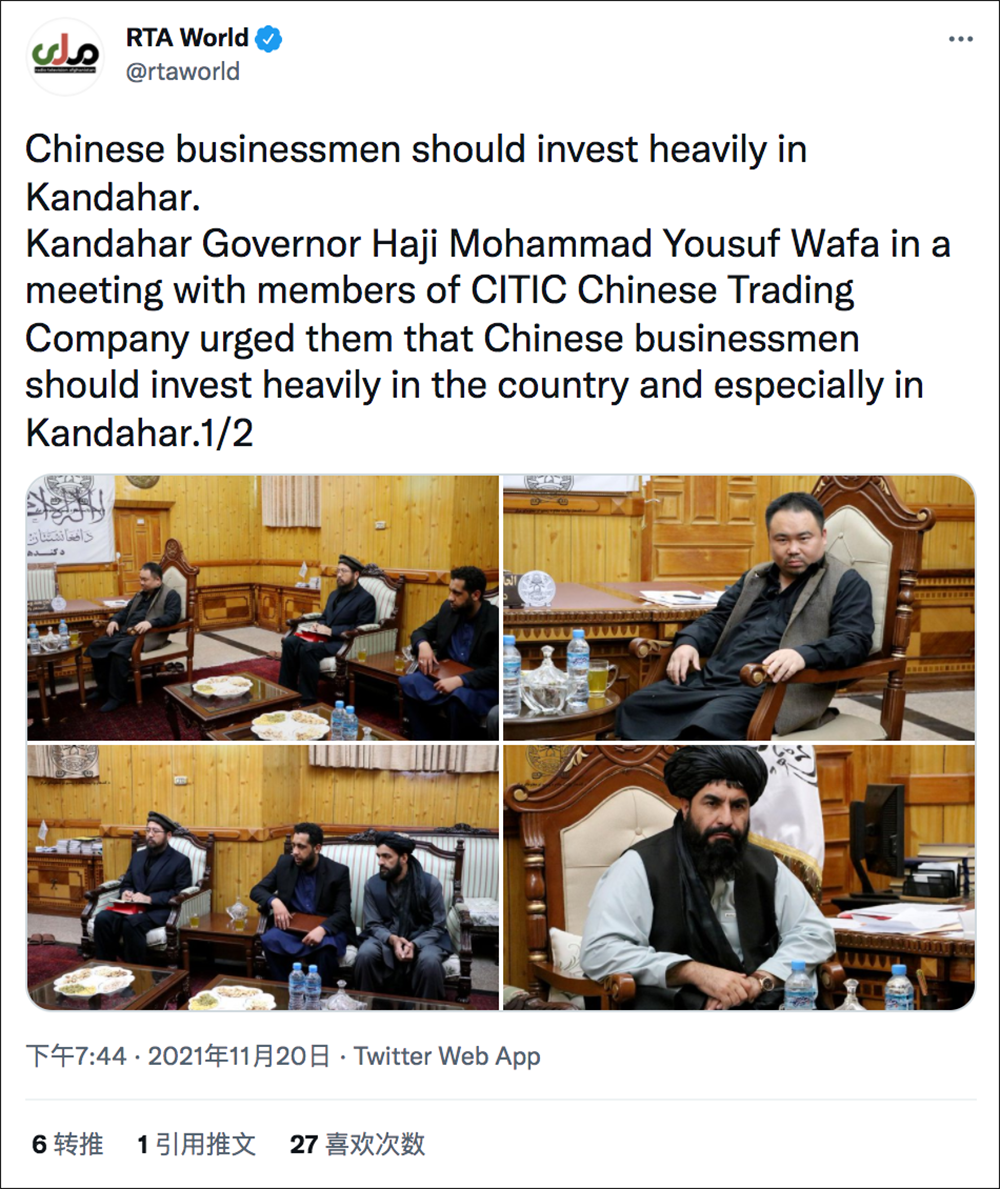 RTA World
@rtaworld
Chinese businessmen should invest heavily in
Kandahar.
Kandahar Governor Haji Mohammad Yousuf Wafa in a
meeting with members of CITIC Chinese Trading
Company urged them that Chinese businessmen
should invest heavily in the country and especially in
Kandahar.1/2
下午7:44 · 2021年11月20日 · Twitter Web App
6 转推 1 引用推文 27 喜欢次数